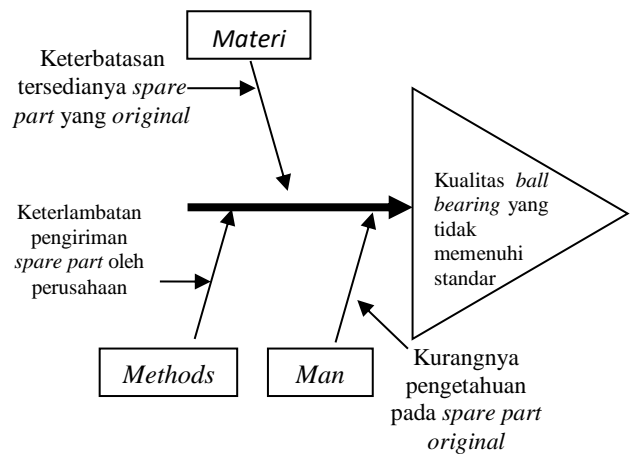 Materi
Keterbatasan
tersedianya spare
part yang original
Kualitas ball
bearing yang
tidak
memenuhi
standar
Keterlambatan
pengiriman
spare part oleh
perusahaan
Methods
Man
Kurangnya
pengetahuan
pada spare part
original